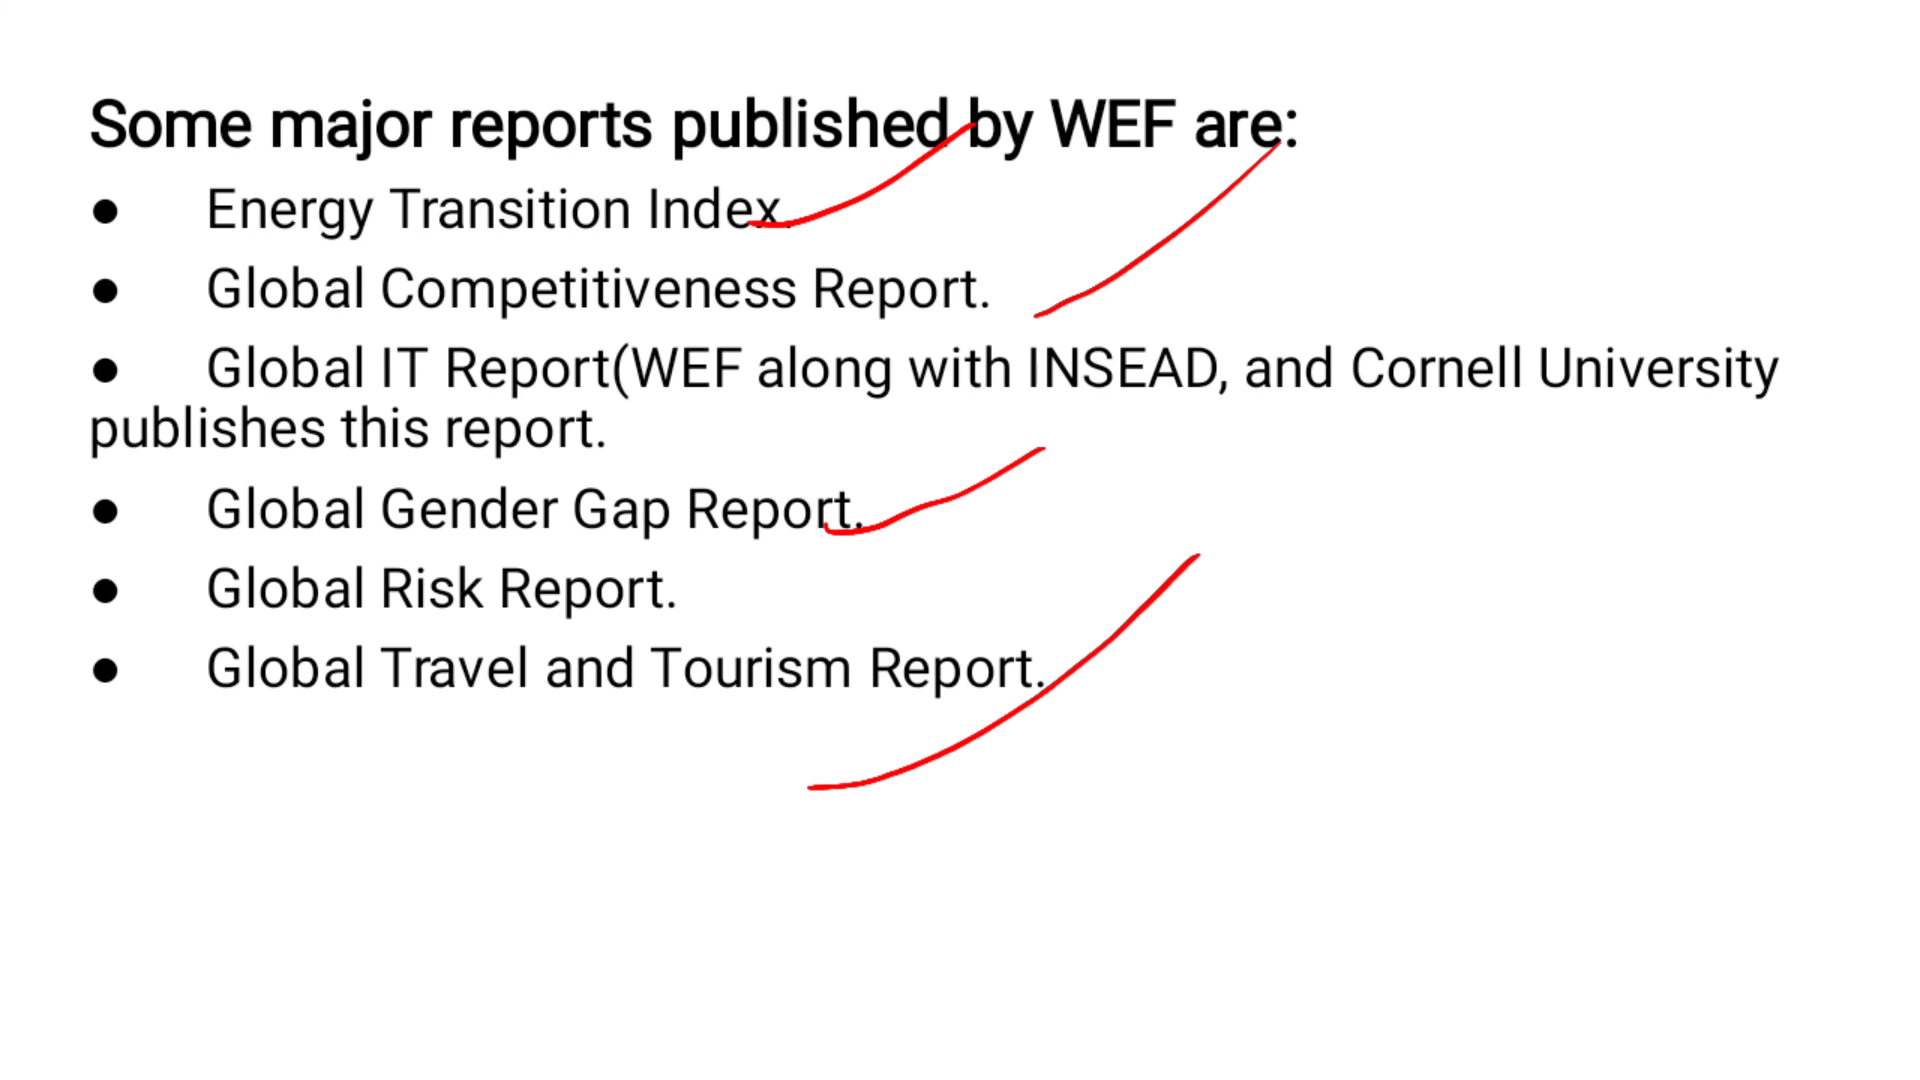 Some major reports published by WEF are:
● Energy Transition Index.
● Global Competitiveness Report.
● Global IT Report(WEF along with INSEAD, and Cornell University
publishes this report.
● Global Gender Gap Report.
● Global Risk Report.
● Global Travel and Tourism Report.